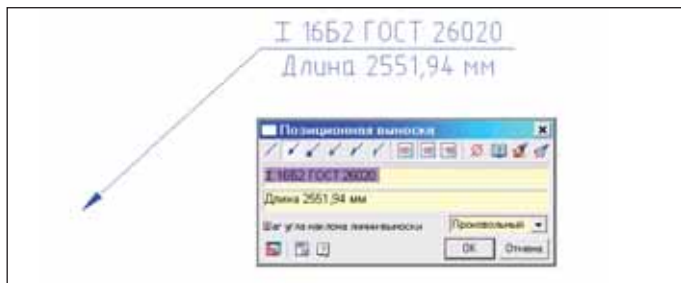 I 16Б2 ГОСТ 26020
Длина 2551,94 мм
Позиционная выноска
I 16Б2 ГОСТ 26020
Длина 2551,94 мм
Шаг угла наклона линии выноски
Произвольный
OK
Отмена